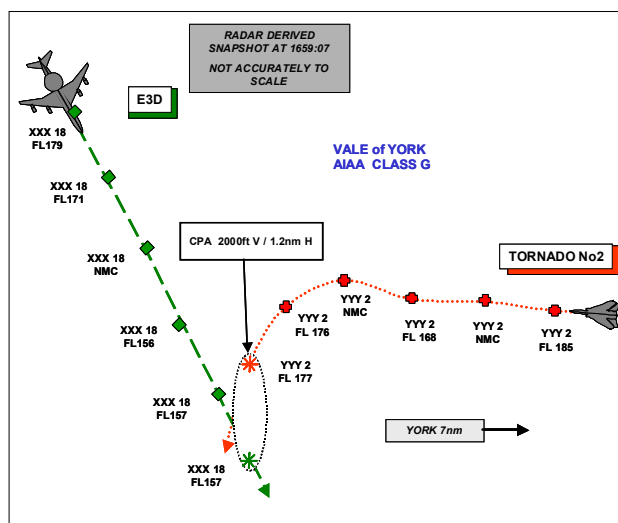 RADAR DERIVED
SNAPSHOT AT 1659:07
NOT ACCURATELY TO
SCALE
E3D
XXX 18
FL179
VALE of YORK
AIAA CLASS G
XXX 18
FL171
CPA 2000ft V / 1.2nm H
XXX 18
NMC
TORNADO No2
YYY 2
FL 176
YYY 2
NMC
YYY 2
FL 168
YYY 2
NMC
YYY 2
FL 185
XXX 18
FL156
YYY 2
FL 177
XXX 18
FL157
YORK 7nm
XXX 18
FL157